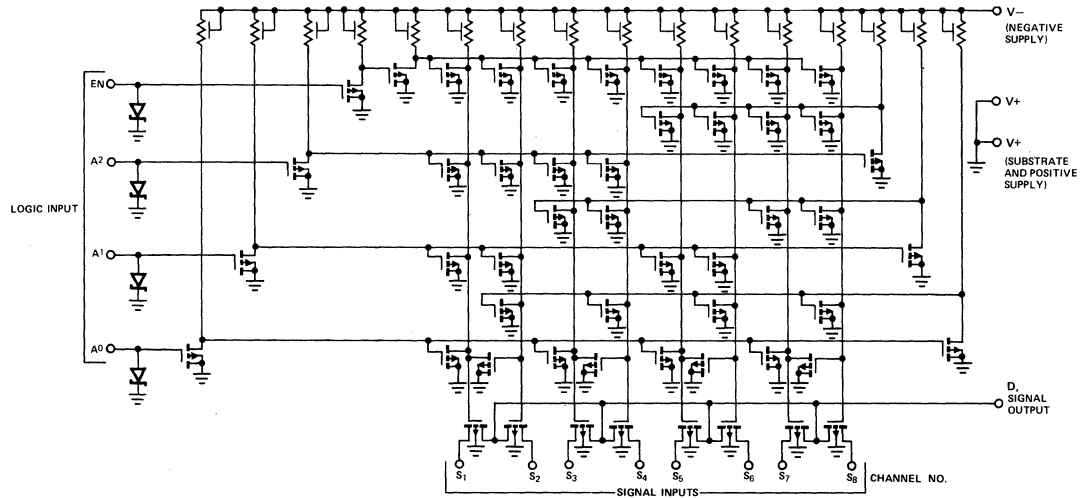 V−
(NEGATIVE
SUPPLY)
EN
V+
V+
(SUBSTRATE
AND POSITIVE
SUPPLY)
A2
LOGIC INPUT
A1
A0
D,
SIGNAL
OUTPUT
S1 S2 S3 S4 S5 S6 S7 S8 CHANNEL NO.
SIGNAL INPUTS